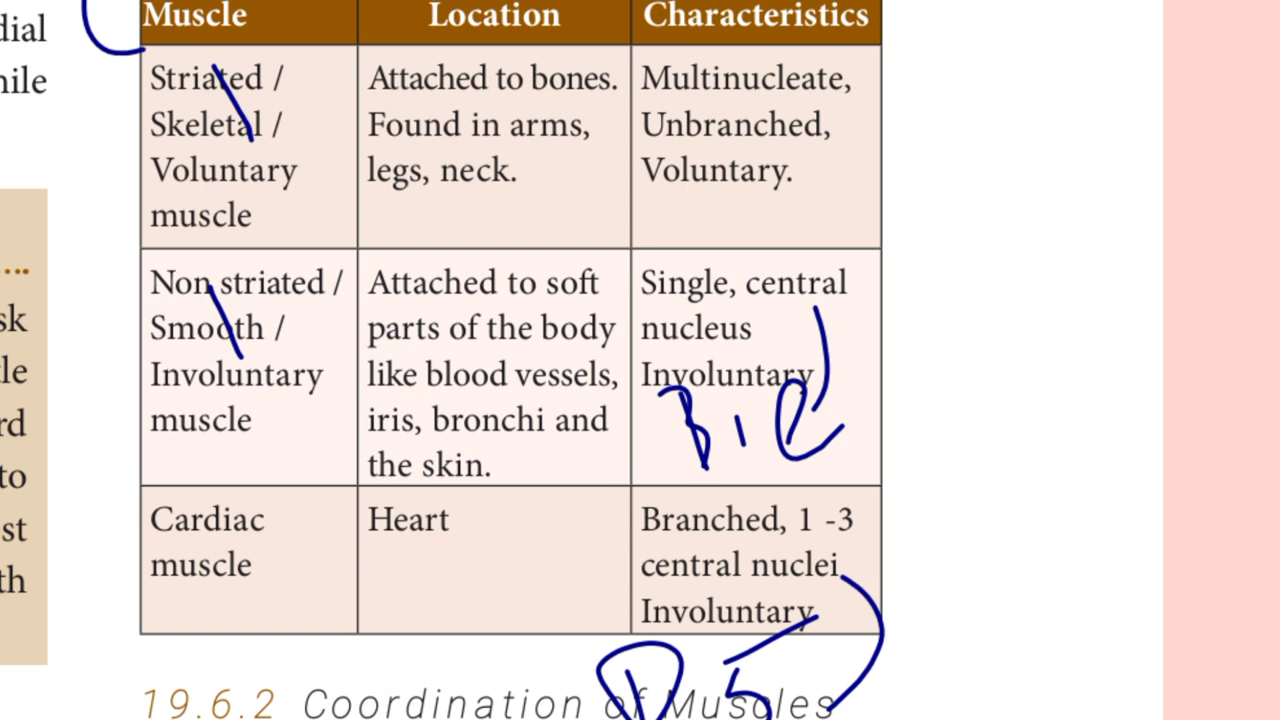 dial
hile
sk
tle
rd
to
st
th
Muscle Location Characteristics
Striated /
Skeletal /
Voluntary
muscle
Attached to bones.
Found in arms,
legs, neck.
Multinucleate,
Unbranched,
Voluntary.
Non striated /
Smooth /
Involuntary
muscle
Attached to soft
parts of the body
like blood vessels,
iris, bronchi and
the skin.
Single, central
nucleus
Involuntary
Cardiac
muscle
Heart
Branched, 1 -3
central nuclei
Involuntary
19.6.2 Coordination of Muscles